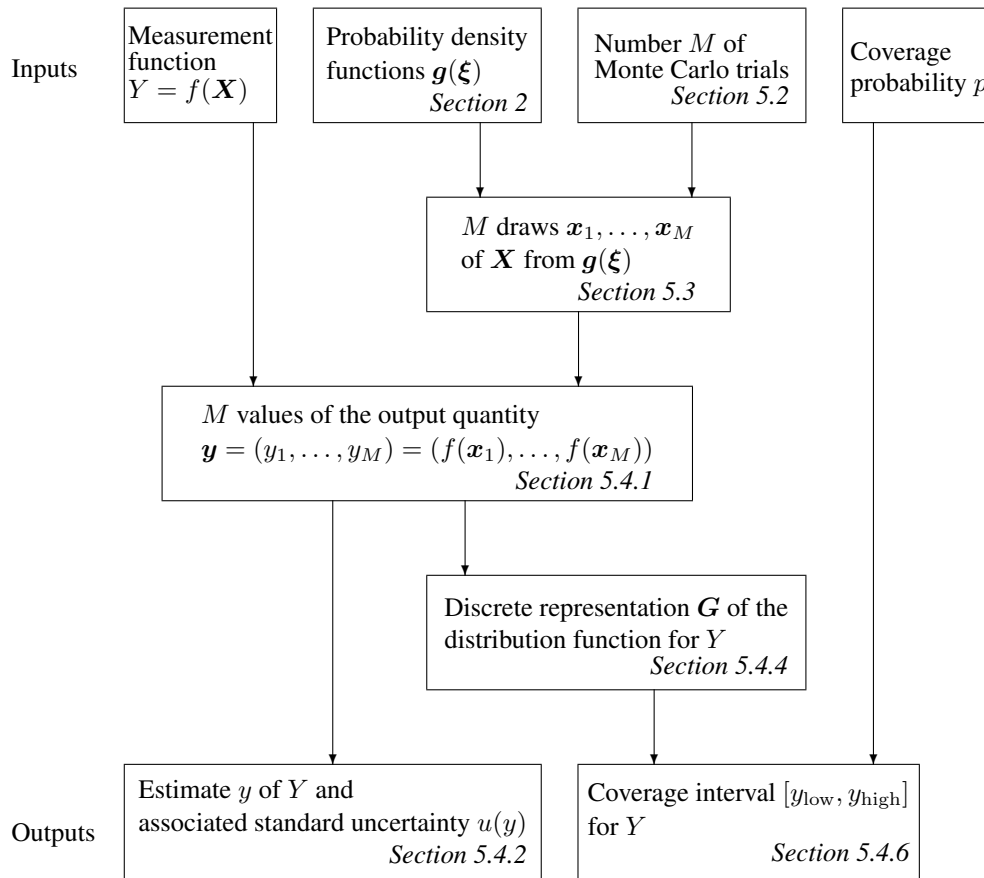 Inputs
Measurement
function
Y = f(X)
Probability density
functions g(ξ)
Section 2
Number M of
Monte Carlo trials
Section 5.2
Coverage
probability p
M draws x₁, . . . , x_M
of X from g(ξ)
Section 5.3
M values of the output quantity
y = (y₁, . . . , y_M) = (f(x₁), . . . , f(x_M))
Section 5.4.1
Discrete representation G of the
distribution function for Y
Section 5.4.4
Outputs
Estimate y of Y and
associated standard uncertainty u(y)
Section 5.4.2
Coverage interval [y_low, y_high]
for Y
Section 5.4.6